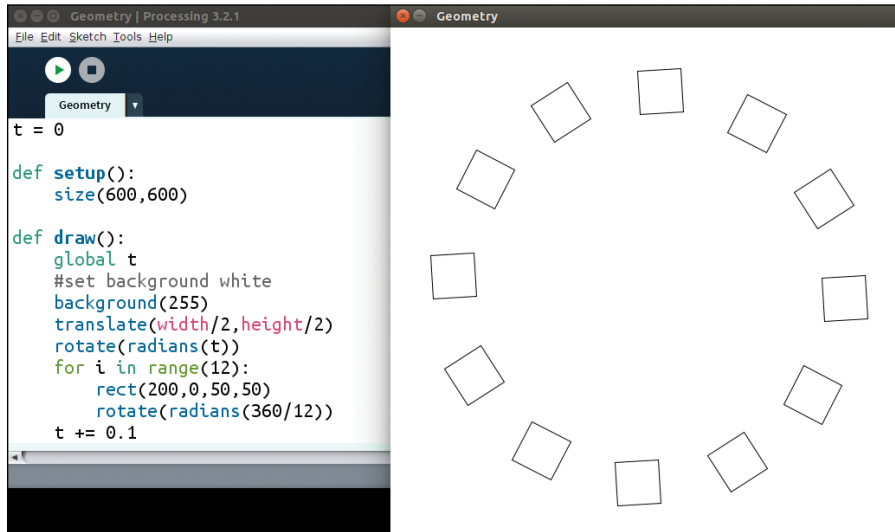 Geometry | Processing 3.2.1
File Edit Sketch Tools Help
Geometry
t = 0
def setup():
    size(600,600)
def draw():
    global t
    #set background white
    background(255)
    translate(width/2,height/2)
    rotate(radians(t))
    for i in range(12):
        rect(200,0,50,50)
        rotate(radians(360/12))
    t += 0.1
Geometry